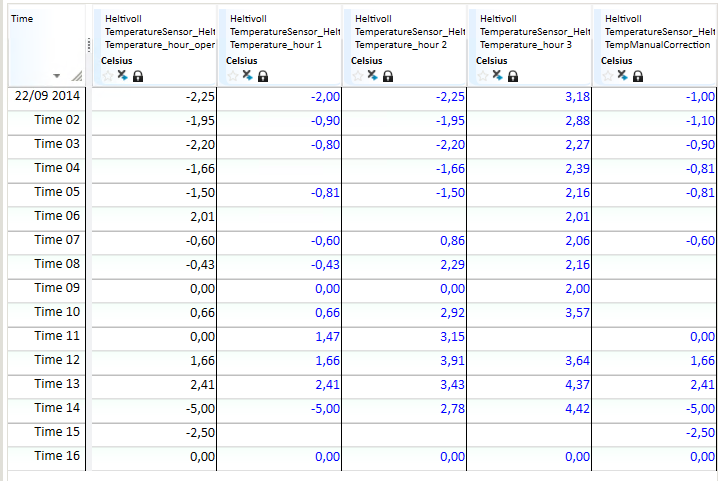 Time Heltivoll Heltivoll Heltivoll Heltivoll Heltivoll
TemperatureSensor_Helt TemperatureSensor_Helt TemperatureSensor_Helt TemperatureSensor_Helt TemperatureSensor_Helt
Temperature_hour_oper Temperature_hour 1 Temperature_hour 2 Temperature_hour 3 TempManualCorrection
Celsius Celsius Celsius Celsius Celsius
22/09 2014 -2,25 -2,00 -2,25 3,18 -1,00
Time 02 -1,95 -0,90 -1,95 2,88 -1,10
Time 03 -2,20 -0,80 -2,20 2,27 -0,90
Time 04 -1,66 -1,66 2,39 -0,81
Time 05 -1,50 -0,81 -1,50 2,16 -0,81
Time 06 2,01 2,01
Time 07 -0,60 -0,60 0,86 2,06 -0,60
Time 08 -0,43 -0,43 2,29 2,16
Time 09 0,00 0,00 0,00 2,00
Time 10 0,66 0,66 2,92 3,57
Time 11 0,00 1,47 3,15 0,00
Time 12 1,66 1,66 3,91 3,64 1,66
Time 13 2,41 2,41 3,43 4,37 2,41
Time 14 -5,00 -5,00 2,78 4,42 -5,00
Time 15 -2,50 -2,50
Time 16 0,00 0,00 0,00 0,00 0,00